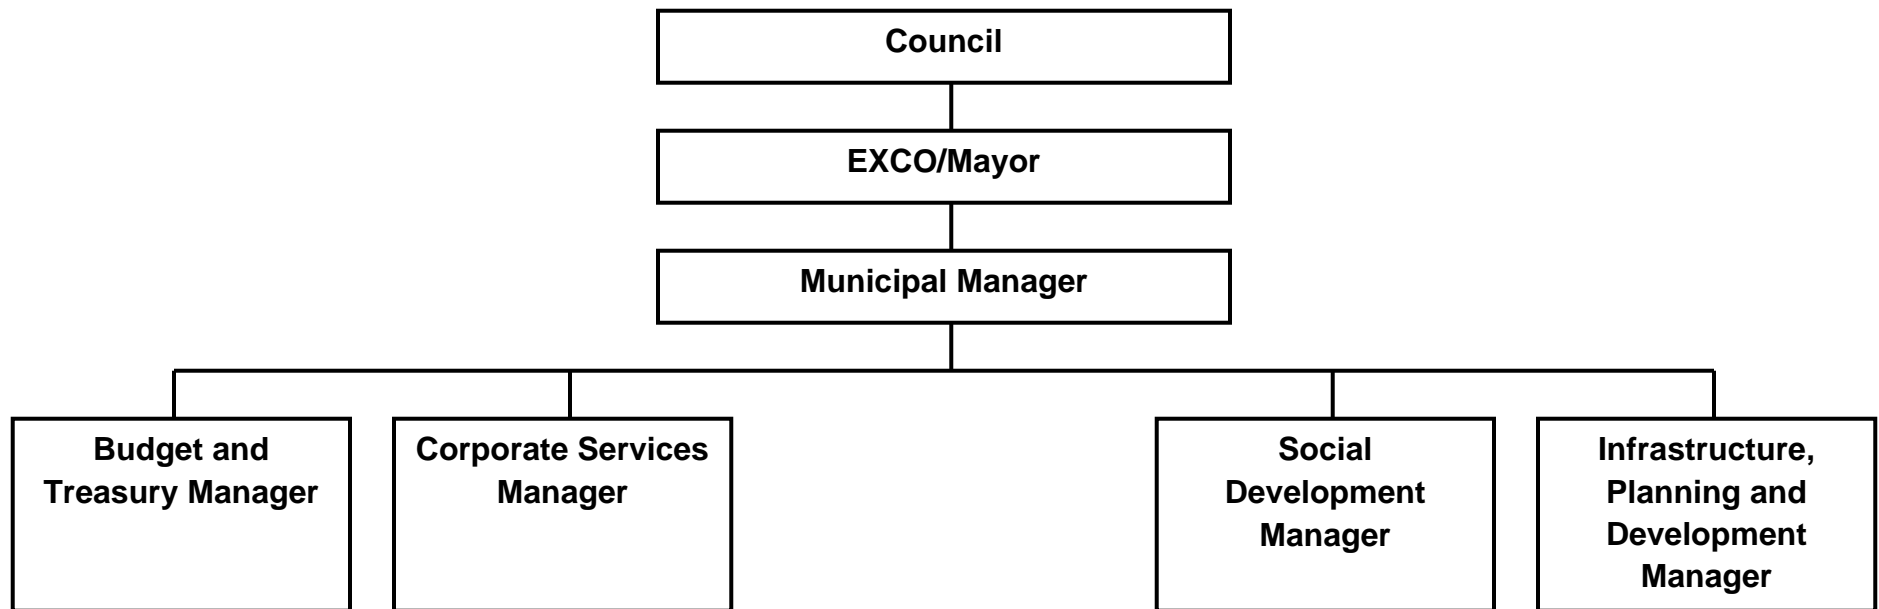 Council
EXCO/Mayor
Municipal Manager
Budget and
Treasury Manager
Corporate Services
Manager
Social
Development
Manager
Infrastructure,
Planning and
Development
Manager